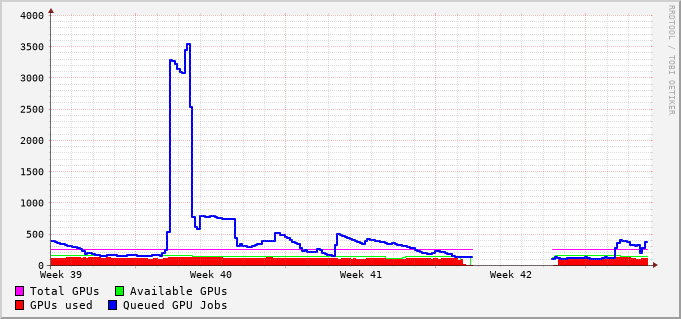 RRDTOOL / TOBI OETIKER
4000
3500
3000
2500
2000
1500
1000
500
0
Week 39 Week 40 Week 41 Week 42
Total GPUs Available GPUs
GPUs used Queued GPU Jobs